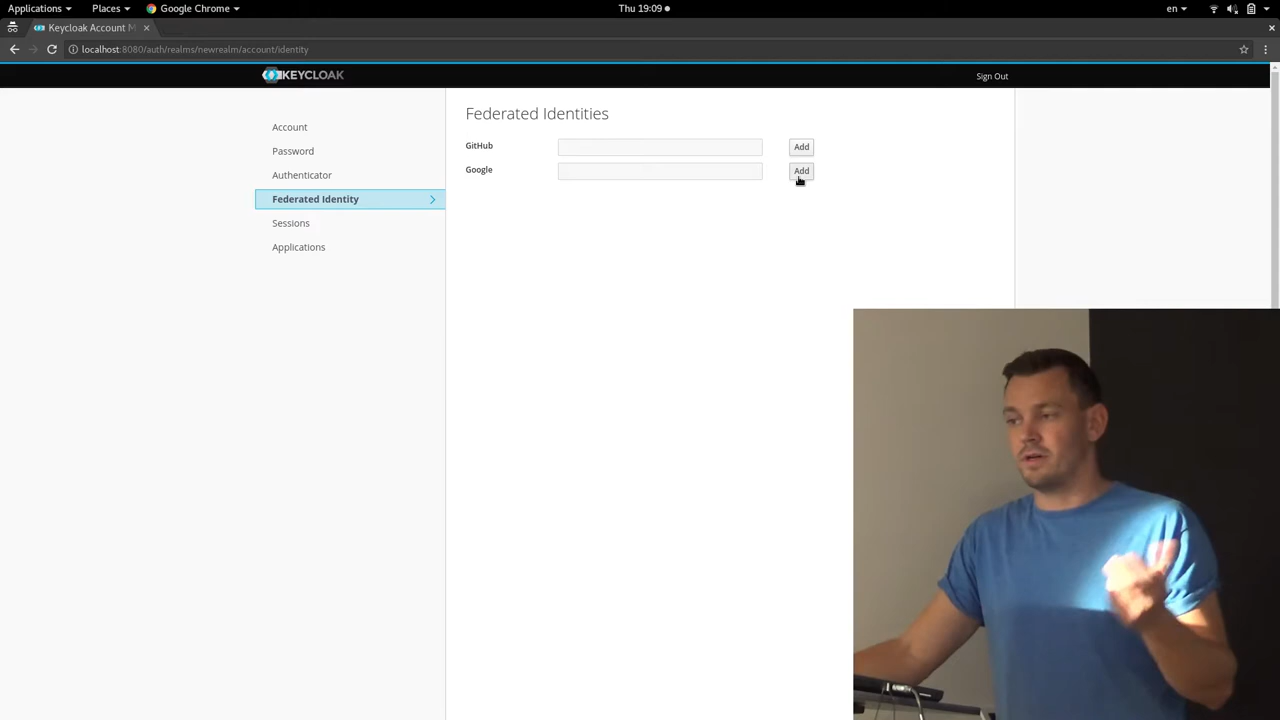 Applications Places Google Chrome Thu 19:09 en
Keycloak Account M
localhost:8080/auth/realms/newrealm/account/identity
KEYCLOAK Sign Out
Federated Identities
Account
Password
Authenticator
Federated Identity
Sessions
Applications
GitHub Add
Google Add